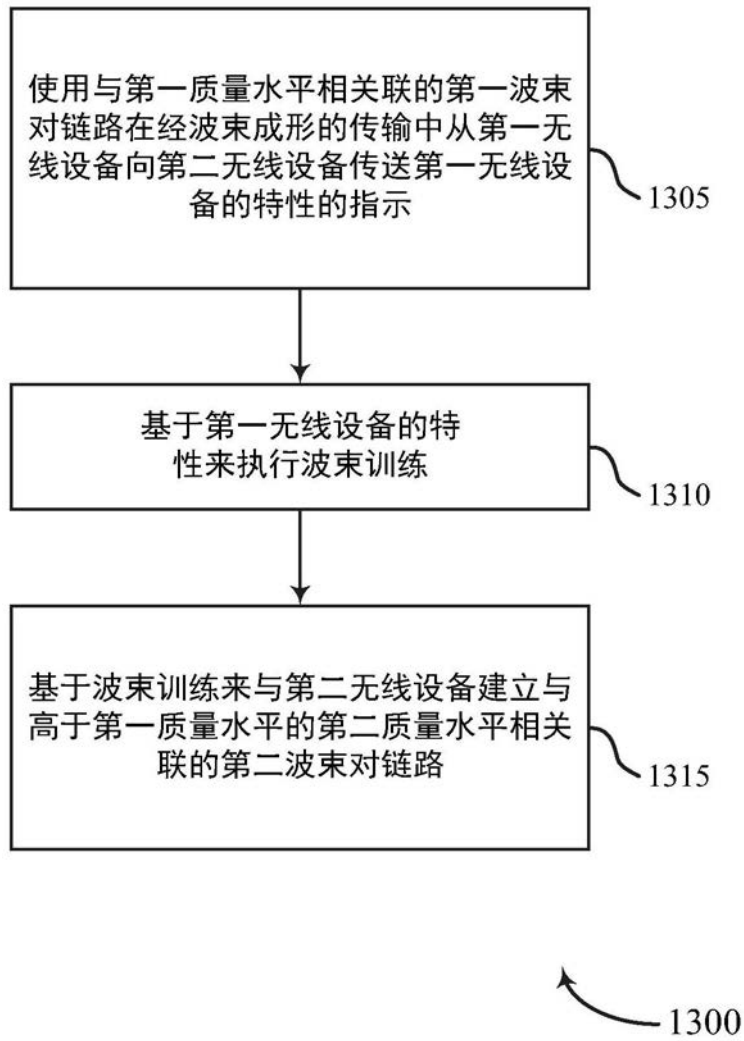 使用与第一质量水平相关联的第一波束
对链路在经波束成形的传输中从第一无
线设备向第二无线设备传送第一无线设
备的特性的指示
1305
基于第一无线设备的特
性来执行波束训练
1310
基于波束训练来与第二无线设备建立与
高于第一质量水平的第二质量水平相关
联的第二波束对链路
1315
1300